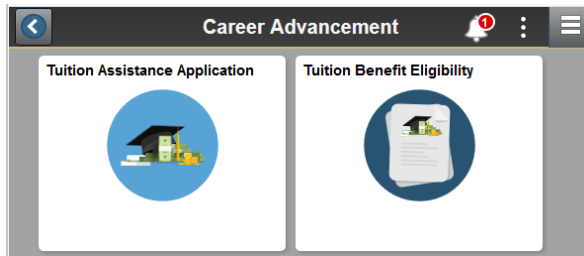 Career Advancement
1
Tuition Assistance Application
Tuition Benefit Eligibility